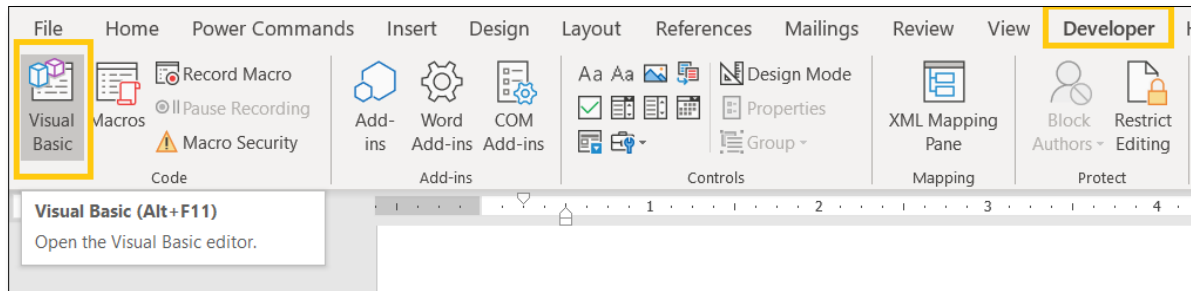 File Home Power Commands Insert Design Layout References Mailings Review View Developer
Record Macro
Pause Recording
Macro Security
Visual Basic
Macros
Code
Add-ins
Word Add-ins
COM Add-ins
Add-ins
Aa Aa
Design Mode
Properties
Group
Controls
XML Mapping Pane
Mapping
Block Authors
Restrict Editing
Protect
Visual Basic (Alt+F11)
Open the Visual Basic editor.
1 2 3 4